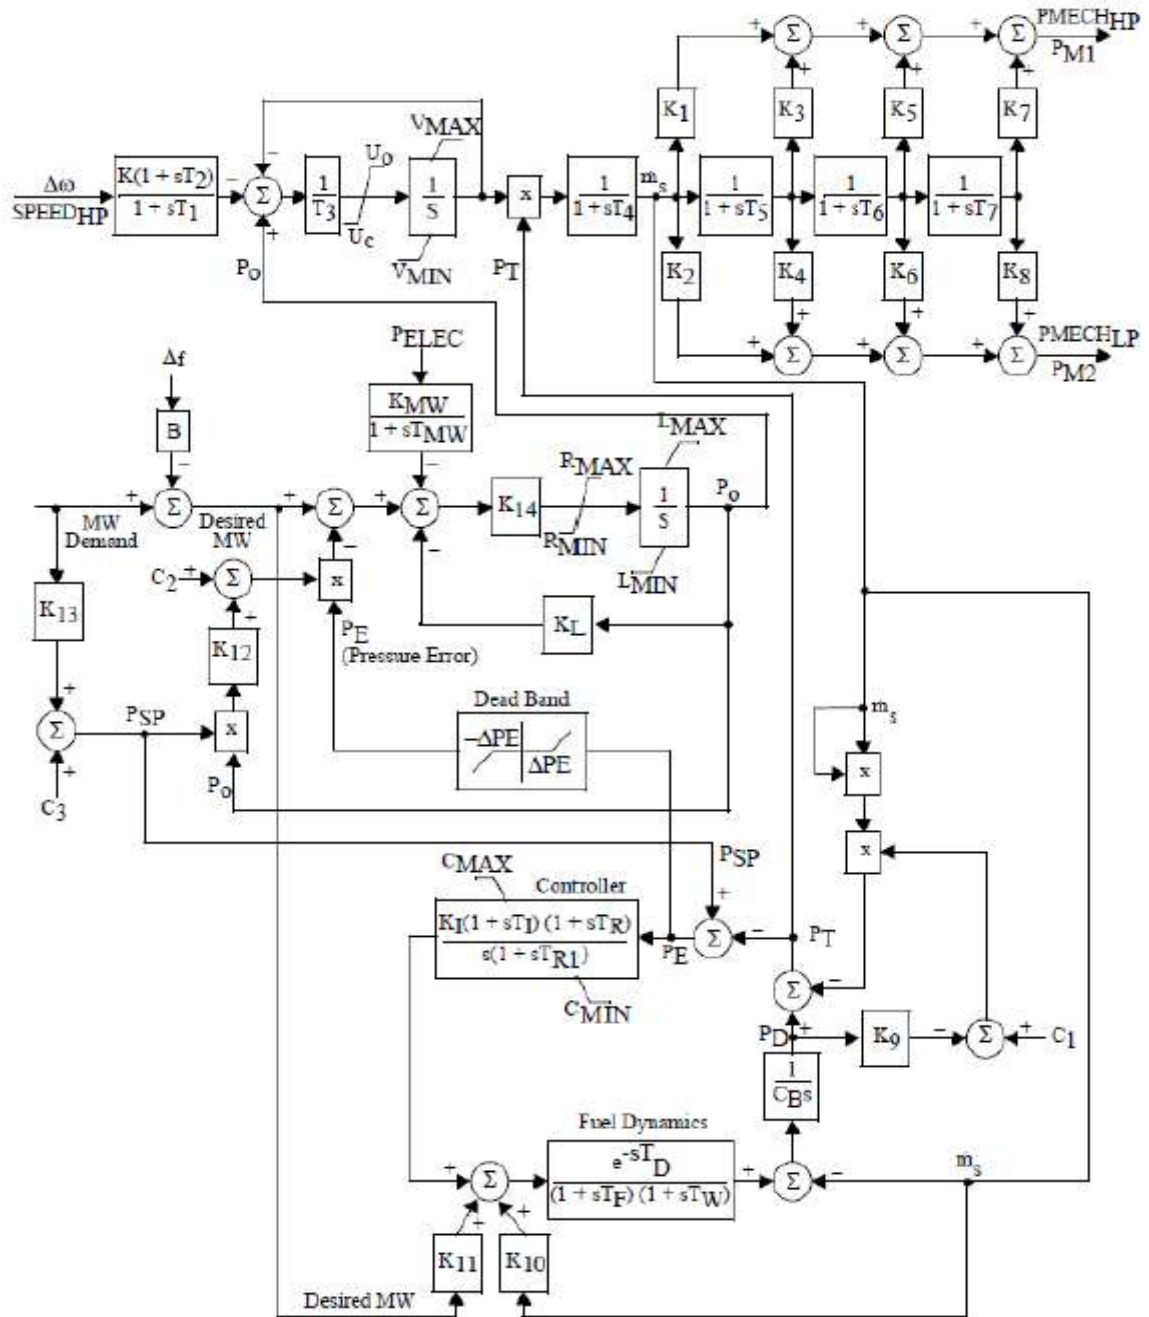 PMECHHP
PM1
Σ Σ Σ
K1 K3 K5 K7
VMAX
Δω
SPEEDHP
K(1 + sT2)
1 + sT1
Σ
1
T3
Uo
Uc
1
S
VMIN
x
1
1 + sT4
ṁs
1
1 + sT5
1
1 + sT6
1
1 + sT7
Po
PT
K2 K4 K6 K8
Σ Σ Σ
PMECHLP
PM2
PELEC
Δf
B
KMW
1 + sTMW
MW
Demand
Σ
Desired
MW
Σ
Σ
K14
RMAX
RMIN
LMAX
1
S
LMIN
Po
C2
Σ
x
K13
K12
PE
(Pressure Error)
KL
Σ
PSP
x
Po
C3
Dead Band
-ΔPE
ΔPE
ṁs
x
x
PSP
CMAX
Controller
KI(1 + sTI) (1 + sTR)
s(1 + sTR1)
CMIN
PE
Σ
PT
Σ
PD
K9
Σ
C1
1
CBs
Fuel Dynamics
Σ
e-sTD
(1 + sTF) (1 + sTW)
Σ
ṁs
K11
K10
Desired MW